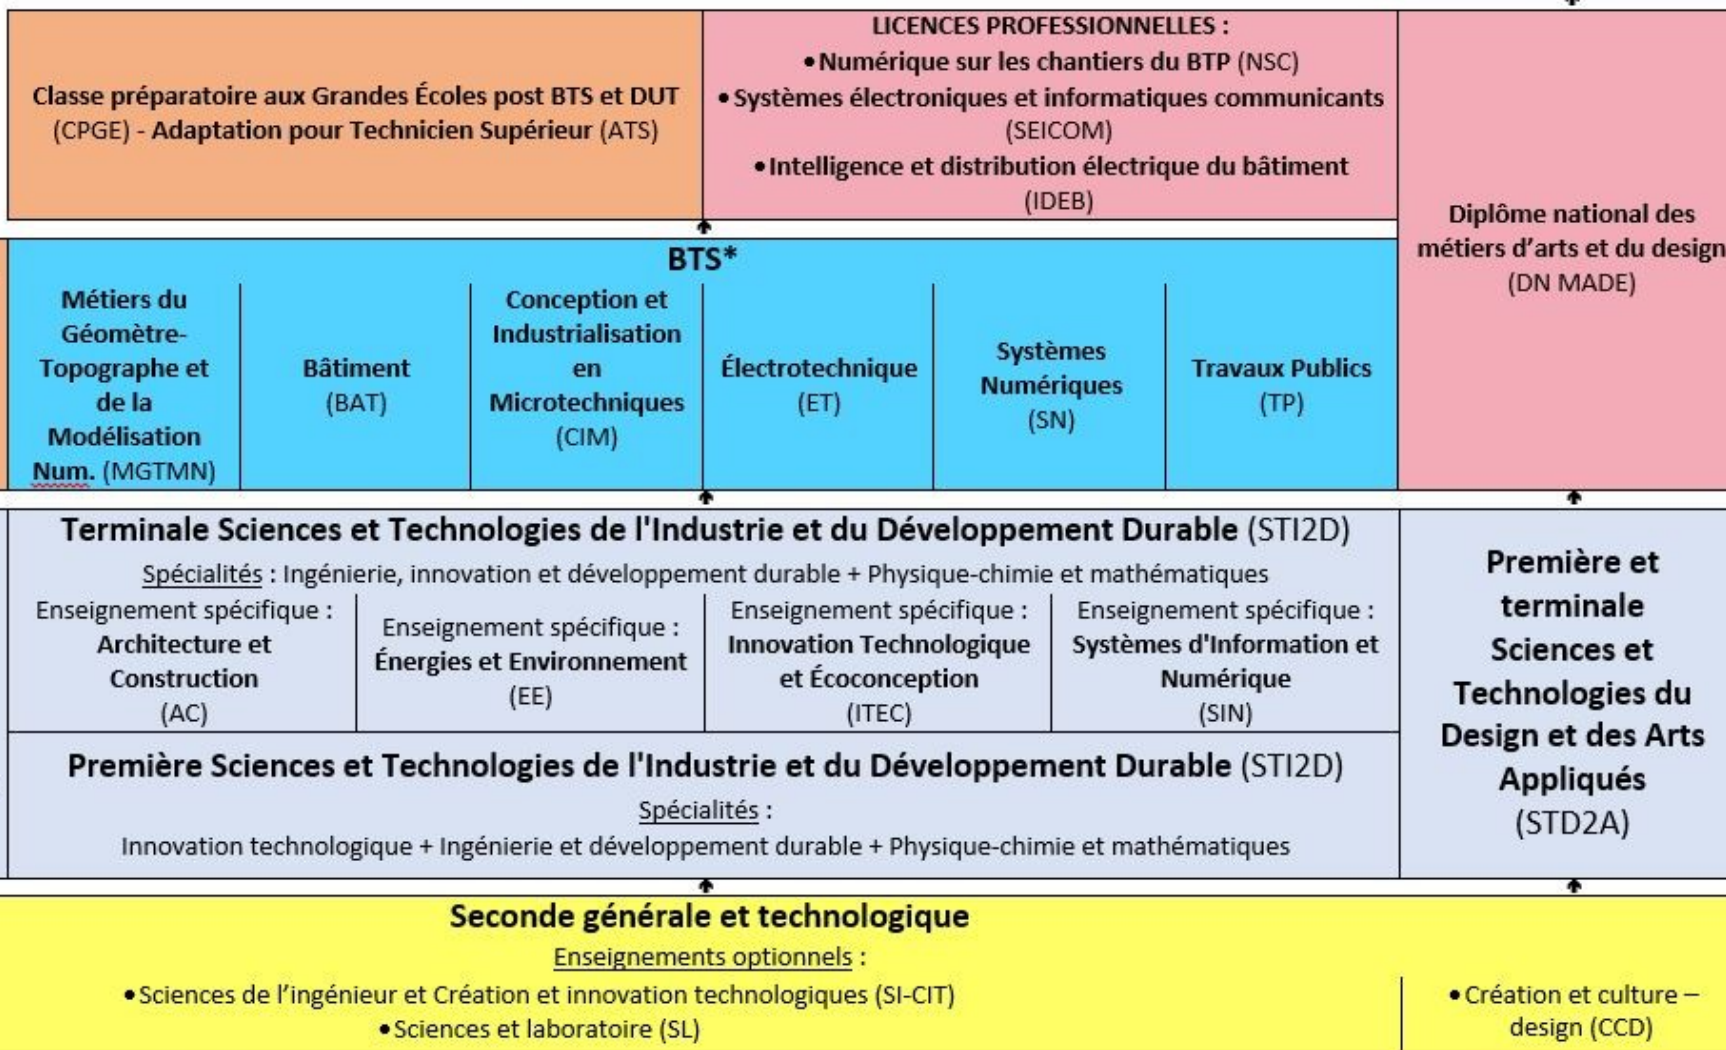 Classe préparatoire aux Grandes Écoles post BTS et DUT
(CPGE) - Adaptation pour Technicien Supérieur (ATS)
LICENCES PROFESSIONNELLES :
•Numérique sur les chantiers du BTP (NSC)
•Systèmes électroniques et informatiques communicants
(SEICOM)
•Intelligence et distribution électrique du bâtiment
(IDEB)
Diplôme national des
métiers d'arts et du design
(DN MADE)
BTS*
Métiers du
Géomètre-
Topographe et
de la
Modélisation
Num. (MGTMN)
Bâtiment
(BAT)
Conception et
Industrialisation
en
Microtechniques
(CIM)
Électrotechnique
(ET)
Systèmes
Numériques
(SN)
Travaux Publics
(TP)
Terminale Sciences et Technologies de l'Industrie et du Développement Durable (STI2D)
Spécialités : Ingénierie, innovation et développement durable + Physique-chimie et mathématiques
Enseignement spécifique :
Architecture et
Construction
(AC)
Enseignement spécifique :
Énergies et Environnement
(EE)
Enseignement spécifique :
Innovation Technologique
et Écoconception
(ITEC)
Enseignement spécifique :
Systèmes d'Information et
Numérique
(SIN)
Première Sciences et Technologies de l'Industrie et du Développement Durable (STI2D)
Spécialités :
Innovation technologique + Ingénierie et développement durable + Physique-chimie et mathématiques
Première et
terminale
Sciences et
Technologies du
Design et des Arts
Appliqués
(STD2A)
Seconde générale et technologique
Enseignements optionnels :
•Sciences de l'ingénieur et Création et innovation technologiques (SI-CIT)
•Sciences et laboratoire (SL)
•Création et culture –
design (CCD)